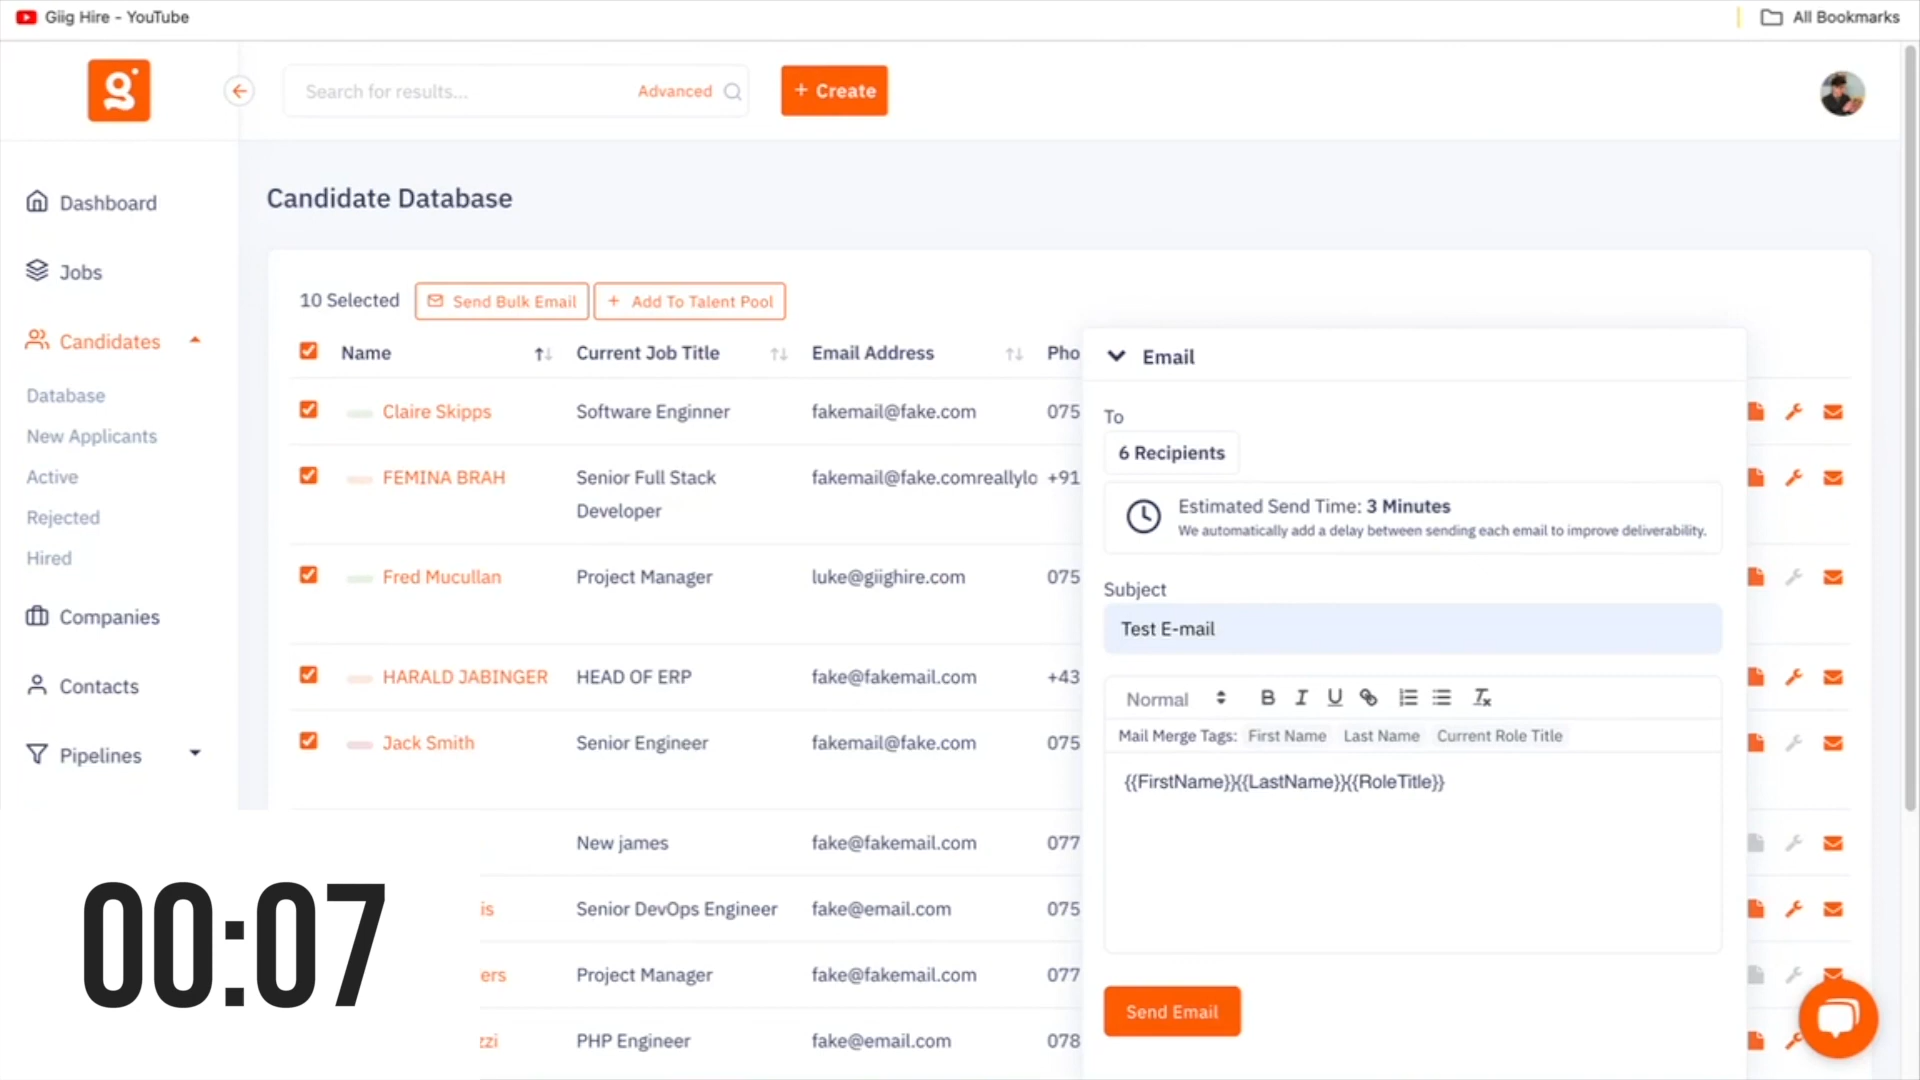 Giig Hire - YouTube
All Bookmarks
g
Search for results...
Advanced
+ Create
Dashboard
Jobs
Candidates
Database
New Applicants
Active
Rejected
Hired
Companies
Contacts
Pipelines
Candidate Database
10 Selected
Send Bulk Email
+ Add To Talent Pool
Name Current Job Title Email Address Pho
Claire Skipps Software Enginner fakemail@fake.com 075
FEMINA BRAH Senior Full Stack fakemail@fake.comreallylo +91
Developer
Fred Mucullan Project Manager luke@giighire.com 075
HARALD JABINGER HEAD OF ERP fake@fakemail.com +43
Jack Smith Senior Engineer fakemail@fake.com 075
New james fake@fakemail.com 077
is Senior DevOps Engineer fake@email.com 075
ers Project Manager fake@fakemail.com 077
zzi PHP Engineer fake@email.com 078
Email
To
6 Recipients
Estimated Send Time: 3 Minutes
We automatically add a delay between sending each email to improve deliverability.
Subject
Test E-mail
Normal B I U
Mail Merge Tags: First Name Last Name Current Role Title
{{FirstName}}{{LastName}}{{RoleTitle}}
Send Email
00:07